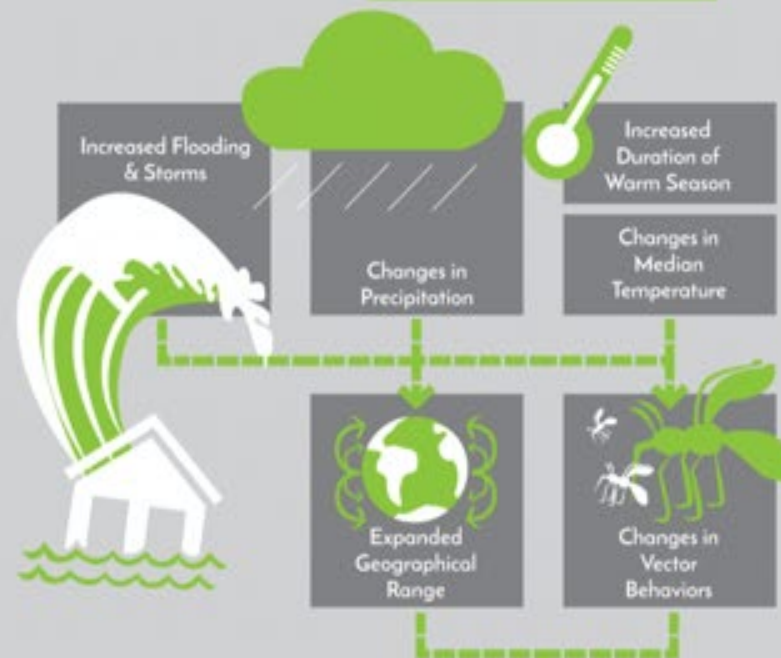 Increased Flooding
& Storms
Changes in
Precipitation
Increased
Duration of
Warm Season
Changes in
Median
Temperature
Expanded
Geographical
Range
Changes in
Vector
Behaviors